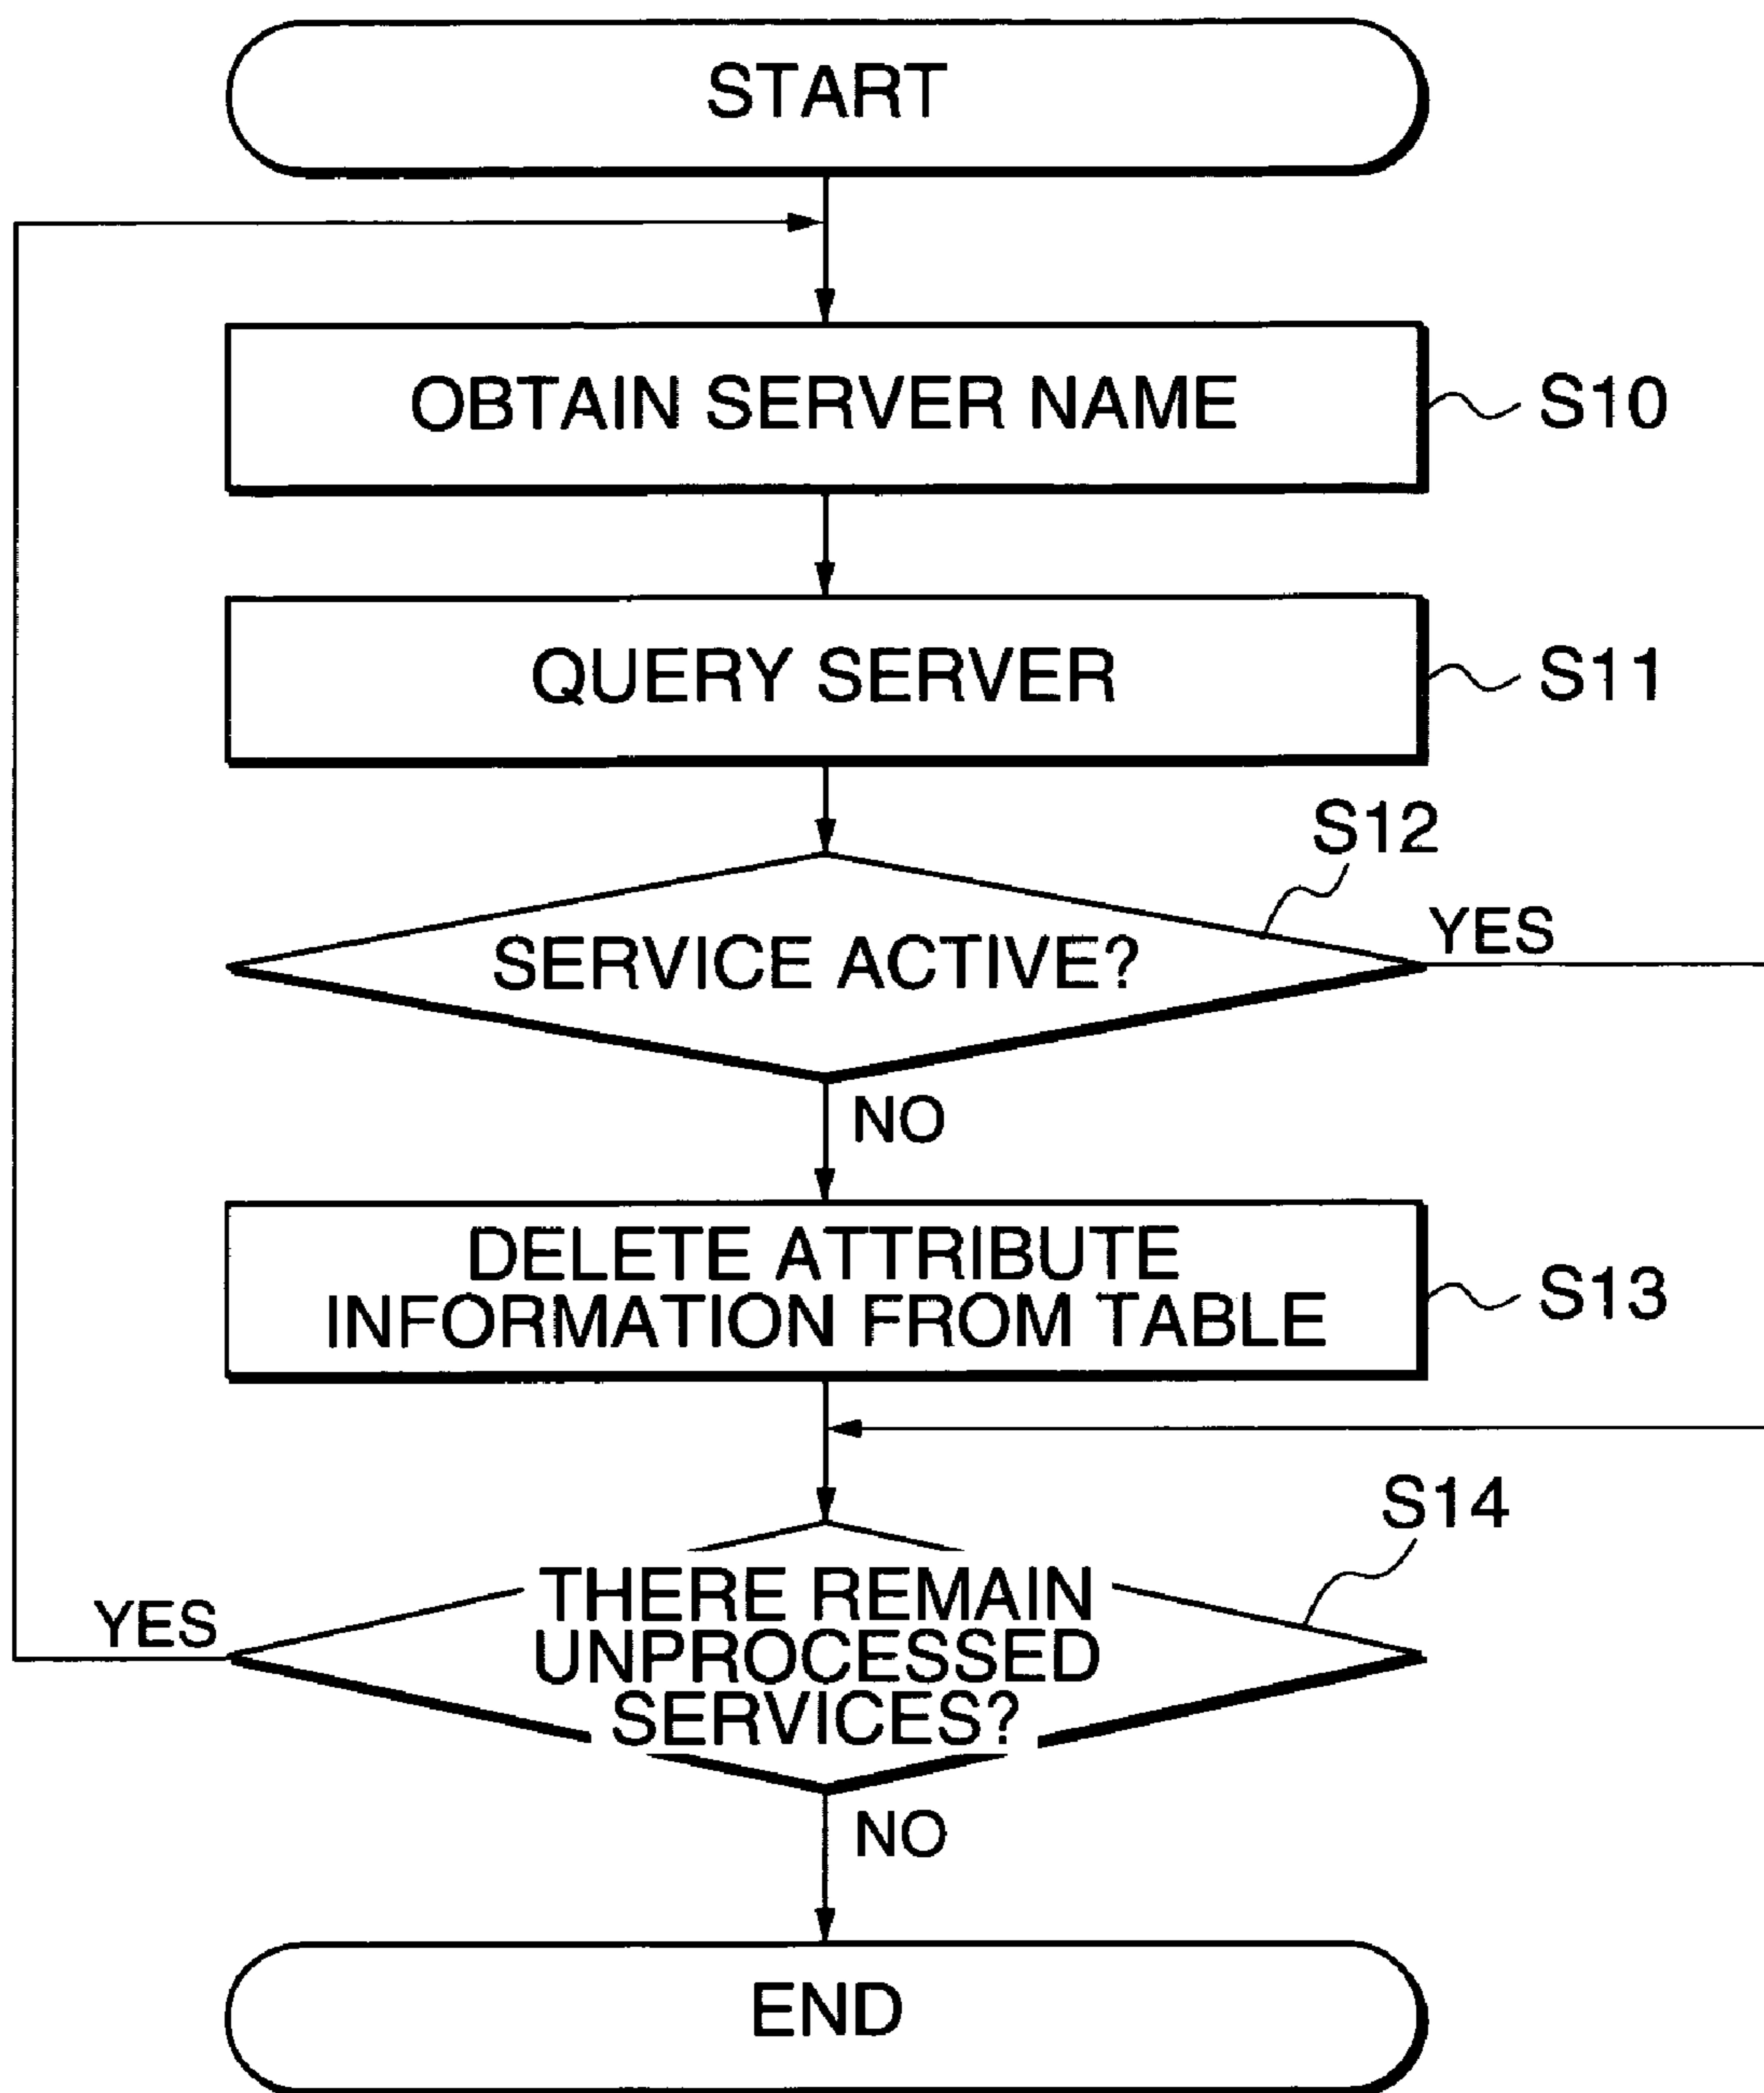 START
OBTAIN SERVER NAME
S10
QUERY SERVER
S11
S12
SERVICE ACTIVE?
YES
NO
DELETE ATTRIBUTE
INFORMATION FROM TABLE
S13
S14
THERE REMAIN
UNPROCESSED
SERVICES?
YES
NO
END